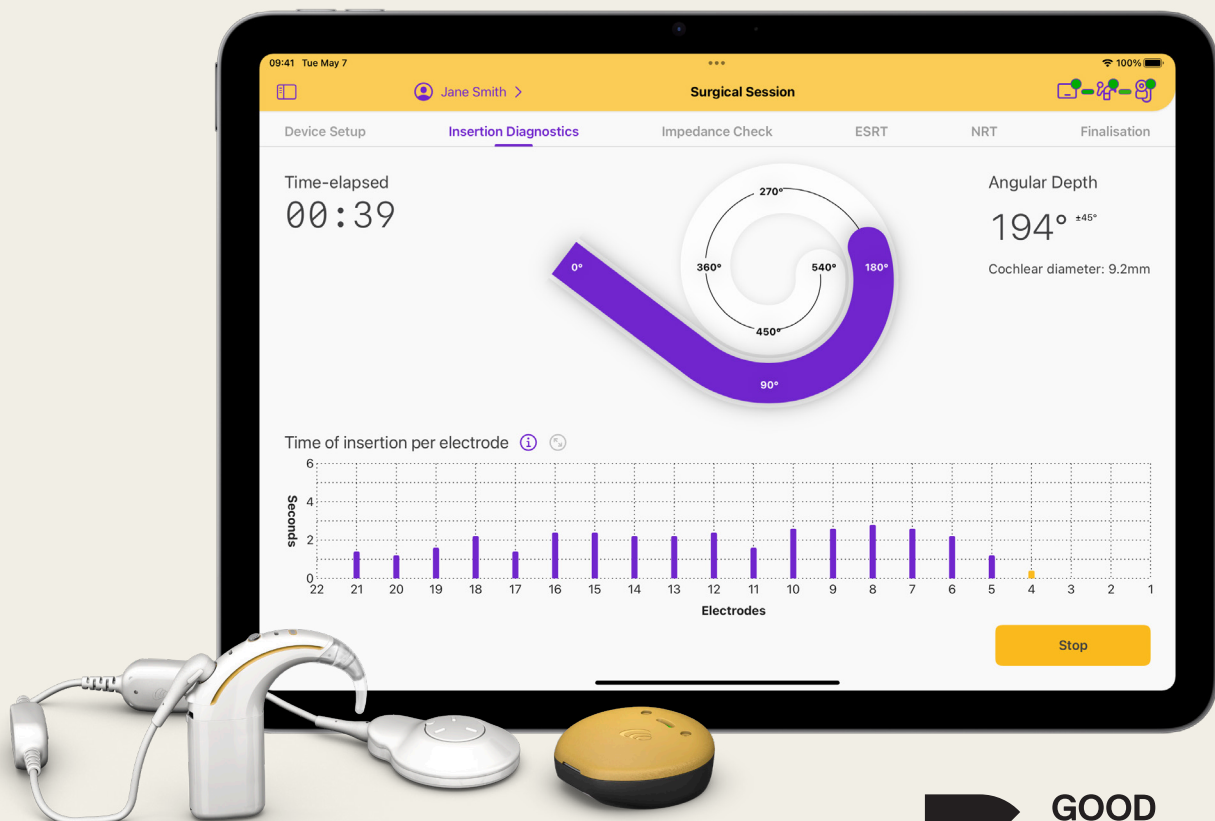 09:41 Tue May 7
100%
Jane Smith >
Surgical Session
Device Setup
Insertion Diagnostics
Impedance Check
ESRT
NRT
Finalisation
Time-elapsed
00:39
270°
0°
360°
540°
180°
450°
90°
Angular Depth
194° ±45°
Cochlear diameter: 9.2mm
Time of insertion per electrode
6
4
2
0
Seconds
22 21 20 19 18 17 16 15 14 13 12 11 10 9 8 7 6 5 4 3 2 1
Electrodes
Stop
GOOD